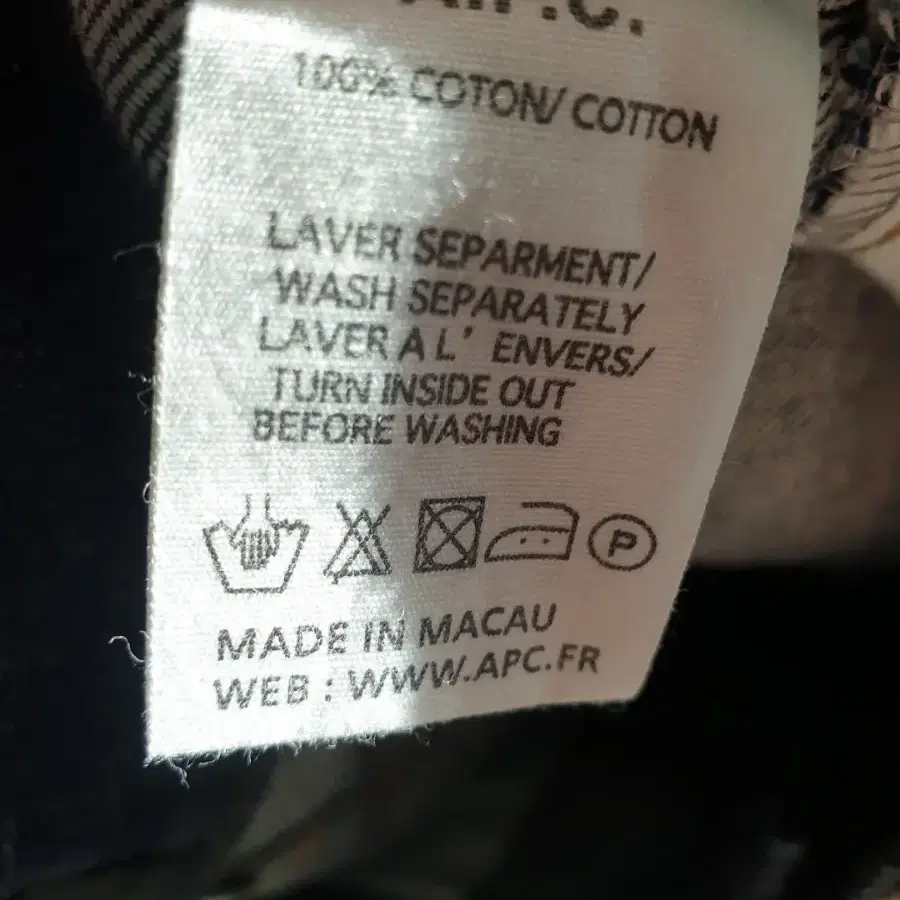 A.P.C.
100% COTON/ COTTON
LAVER SEPARMENT/
WASH SEPARATELY
LAVER A L' ENVERS/
TURN INSIDE OUT
BEFORE WASHING
P
MADE IN MACAU
WEB : WWW.APC.FR